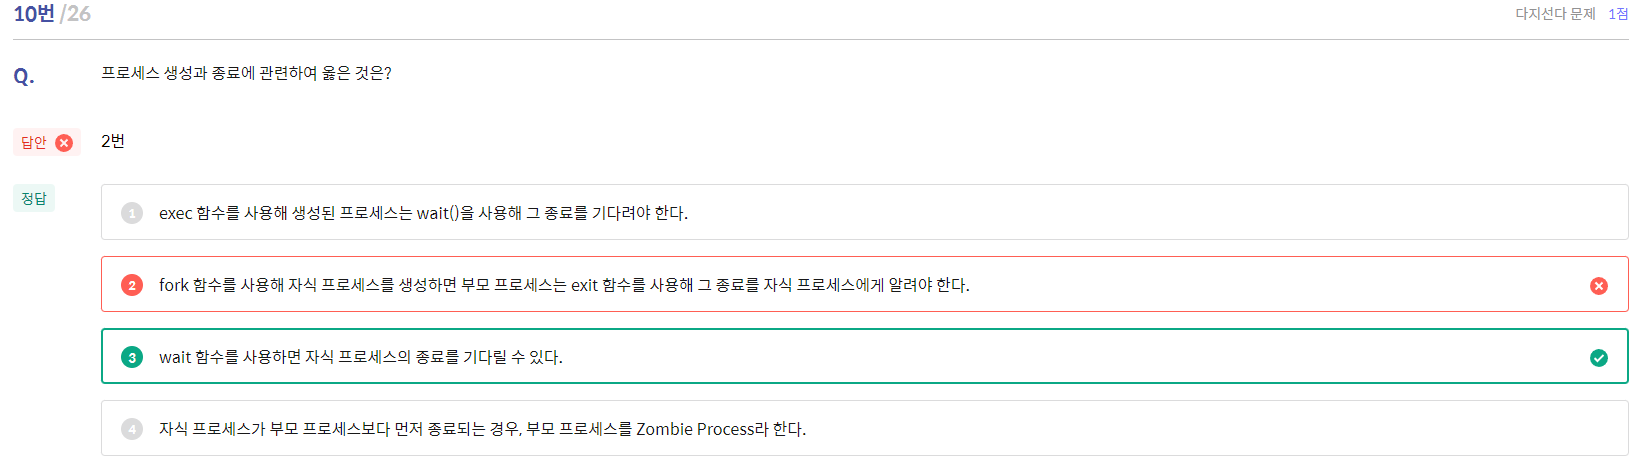 10번 /26
다지선다 문제 1점
Q. 프로세스 생성과 종료에 관련하여 옳은 것은?
답안 2번
정답
1 exec 함수를 사용해 생성된 프로세스는 wait()을 사용해 그 종료를 기다려야 한다.
2 fork 함수를 사용해 자식 프로세스를 생성하면 부모 프로세스는 exit 함수를 사용해 그 종료를 자식 프로세스에게 알려야 한다.
3 wait 함수를 사용하면 자식 프로세스의 종료를 기다릴 수 있다.
4 자식 프로세스가 부모 프로세스보다 먼저 종료되는 경우, 부모 프로세스를 Zombie Process라 한다.